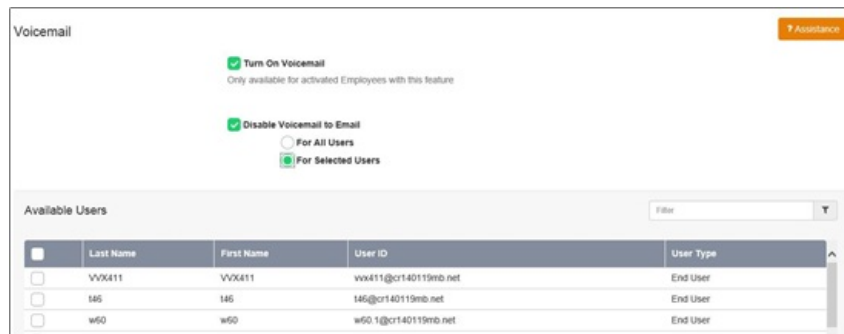 Voicemail
? Assistance
Turn On Voicemail
Only available for activated Employees with this feature
Disable Voicemail to Email
For All Users
For Selected Users
Available Users
Filter
Last Name First Name User ID User Type
VVX411 VVX411 vvx411@cr140119mb.net End User
t46 t46 t46@cr140119mb.net End User
w60 w60 w60.1@cr140119mb.net End User